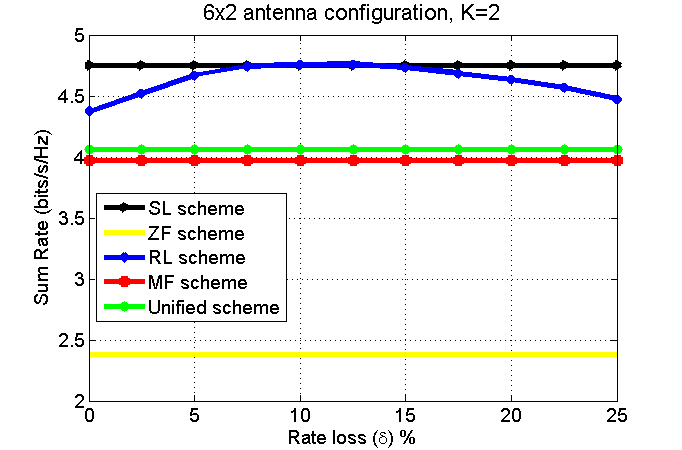 6x2 antenna configuration, K=2
5
4.5
4
3.5
3
2.5
2
Sum Rate (bits/s/Hz)
SL scheme
ZF scheme
RL scheme
MF scheme
Unified scheme
0 5 10 15 20 25
Rate loss (δ) %